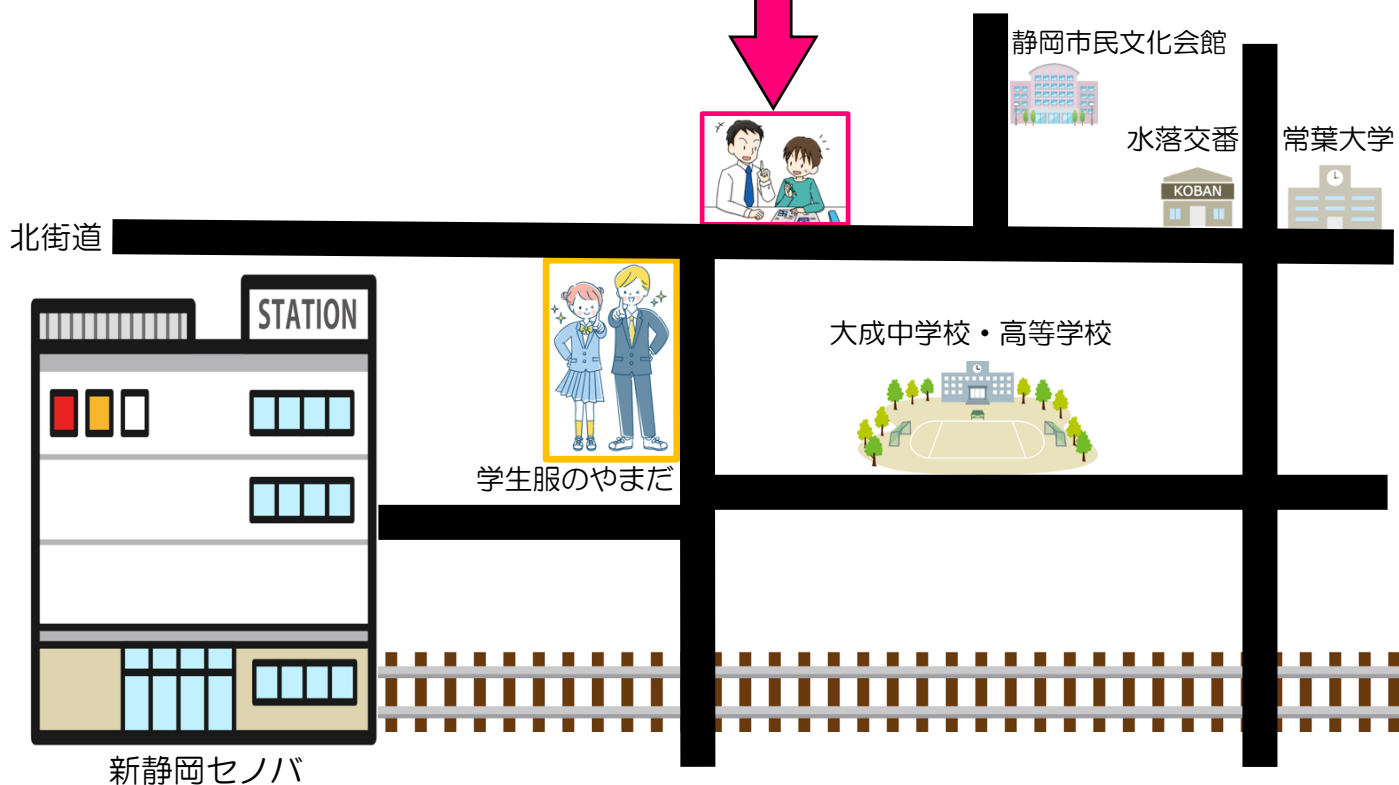 静岡市民文化会館
水落交番
常葉大学
KOBAN
北街道
STATION
大成中学校・高等学校
学生服のやまだ
新静岡セノバ